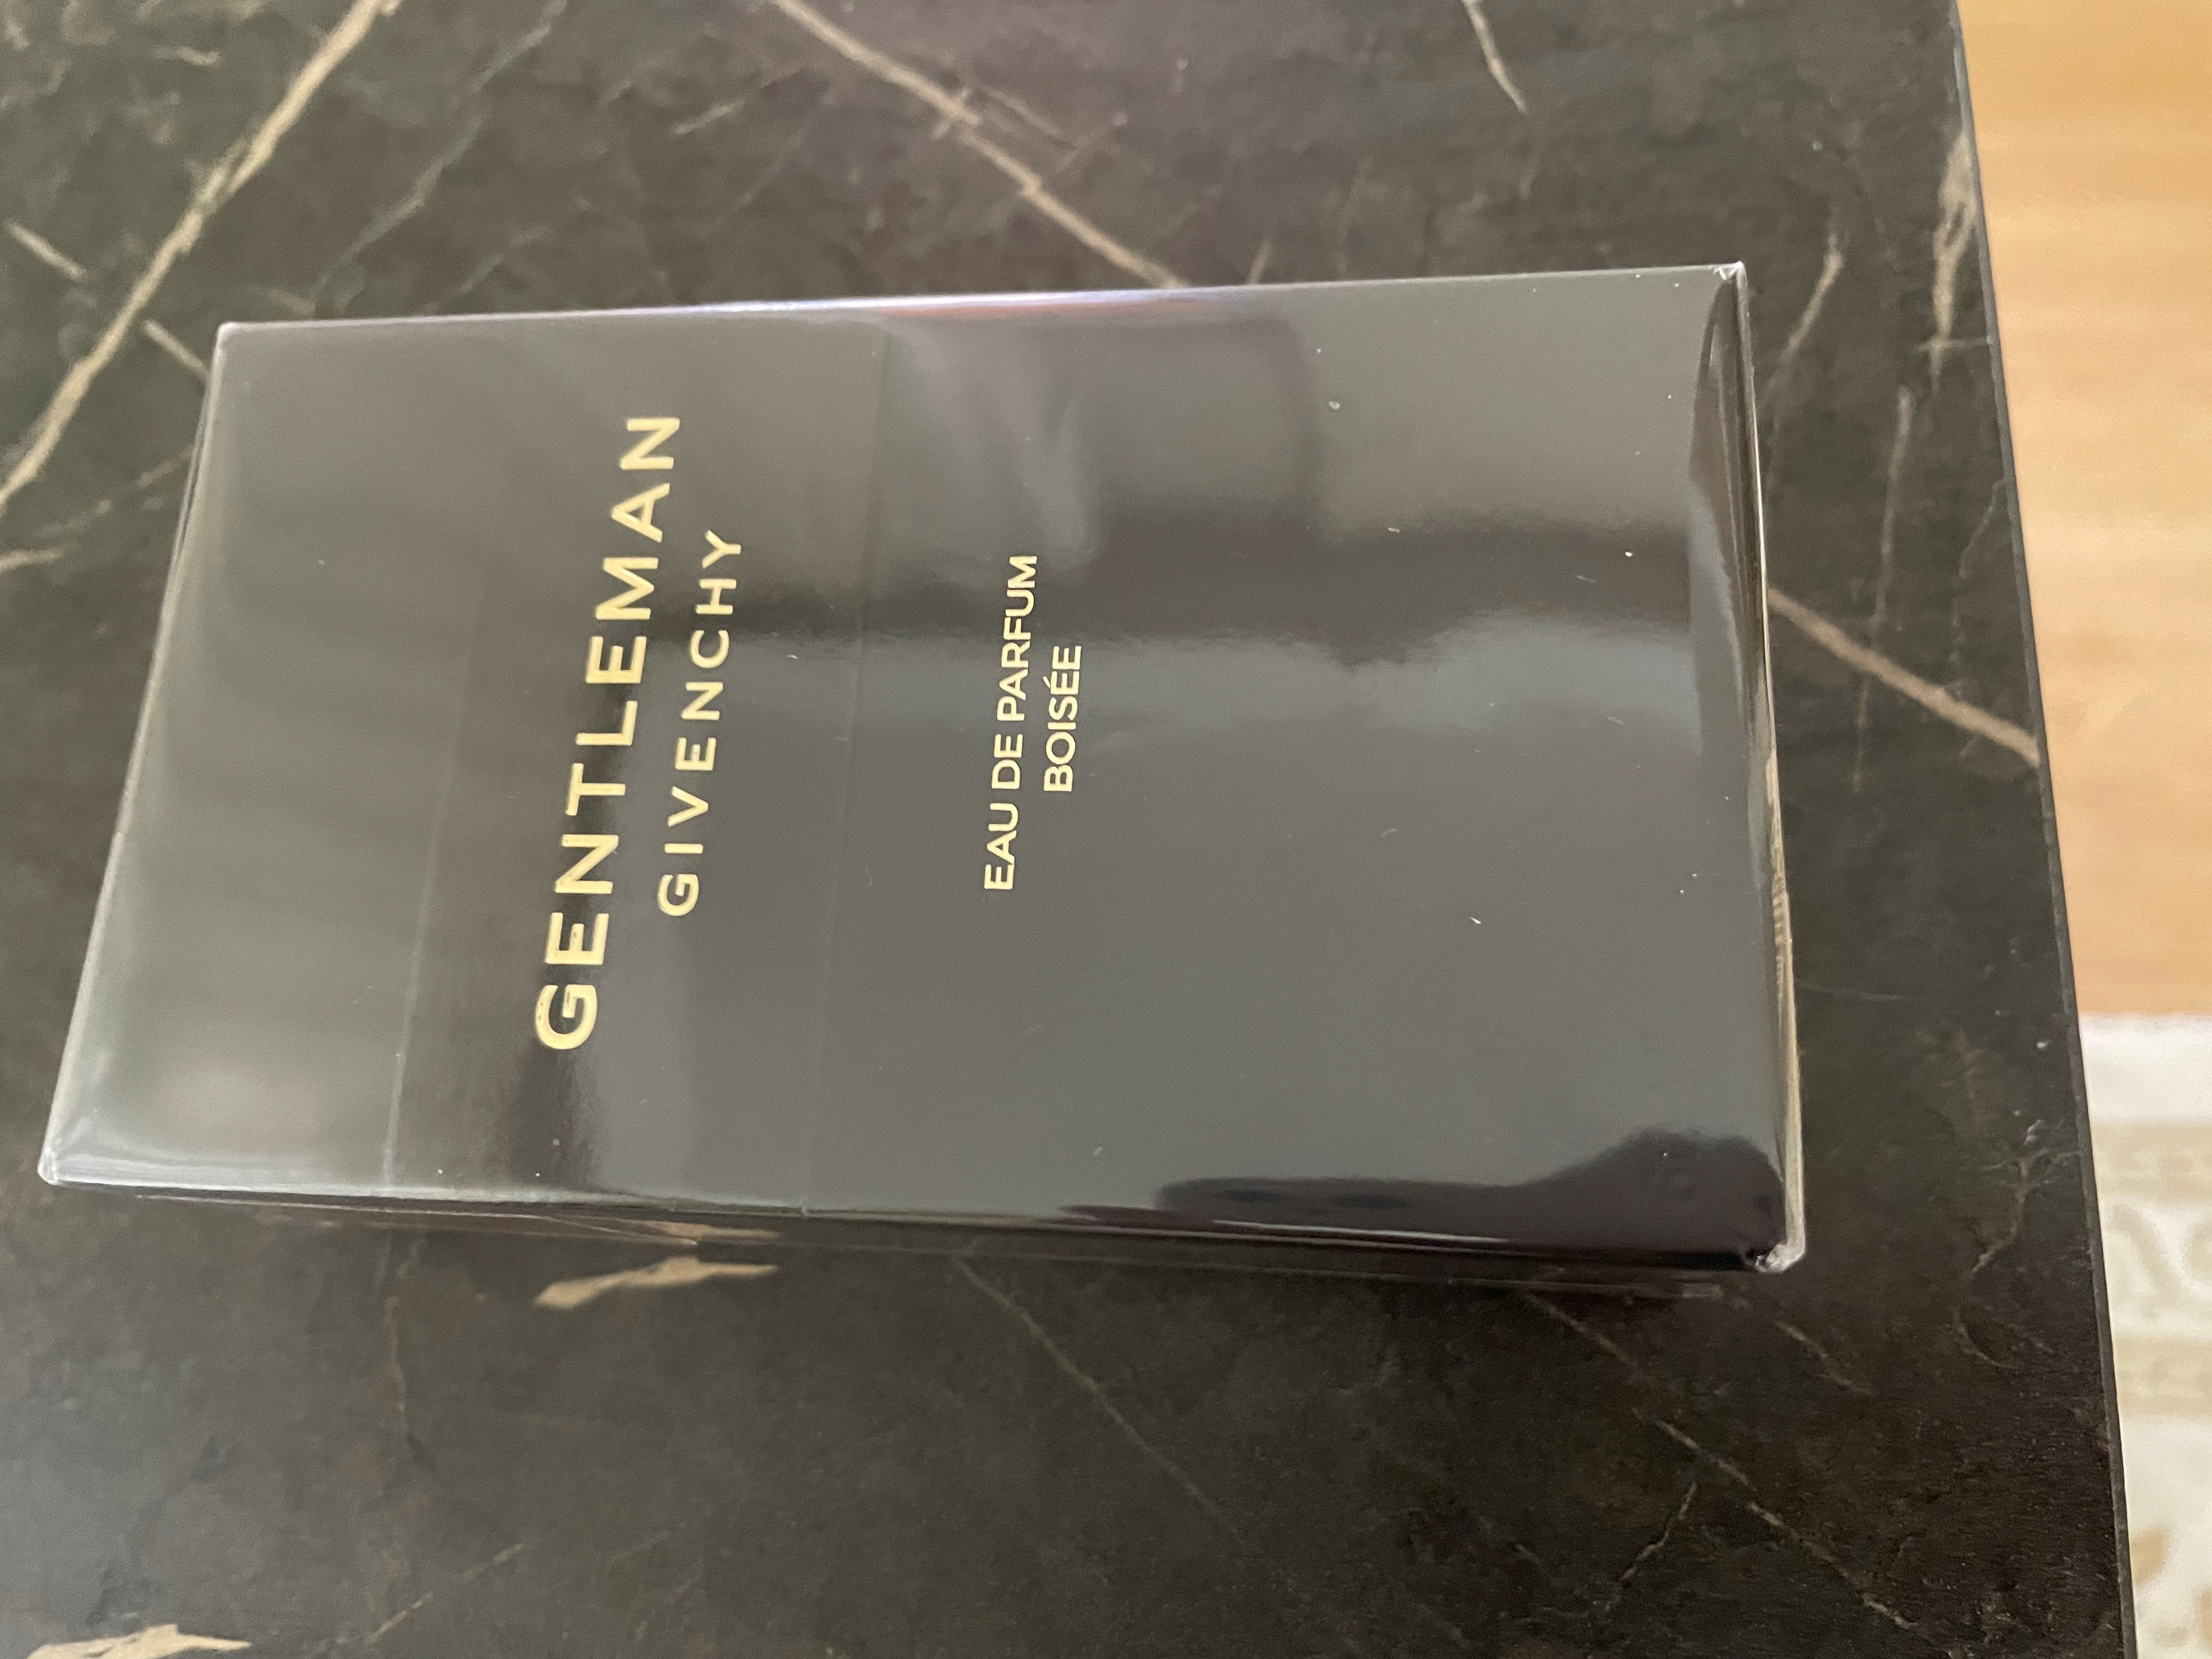 GENTLEMAN
GIVENCHY
EAU DE PARFUM
BOISÉE